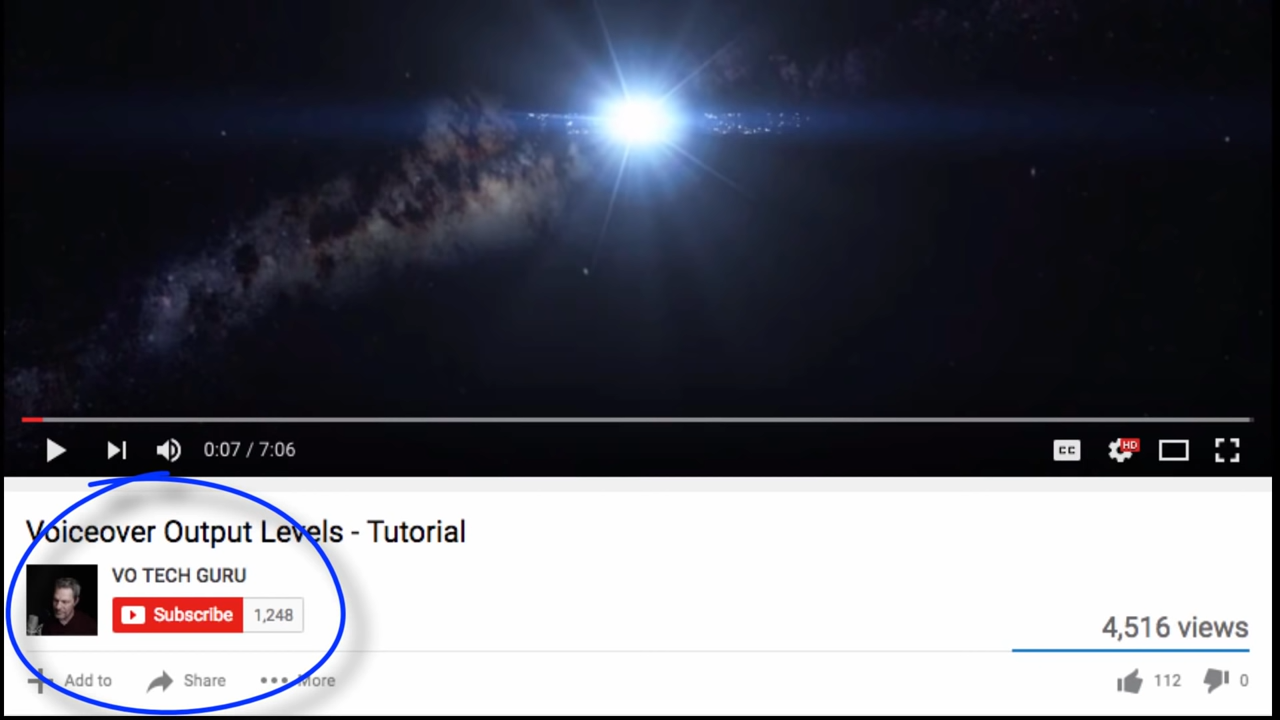 0:07 / 7:06
CC
HD
Voiceover Output Levels - Tutorial
VO TECH GURU
Subscribe 1,248
4,516 views
Add to Share More
112 0